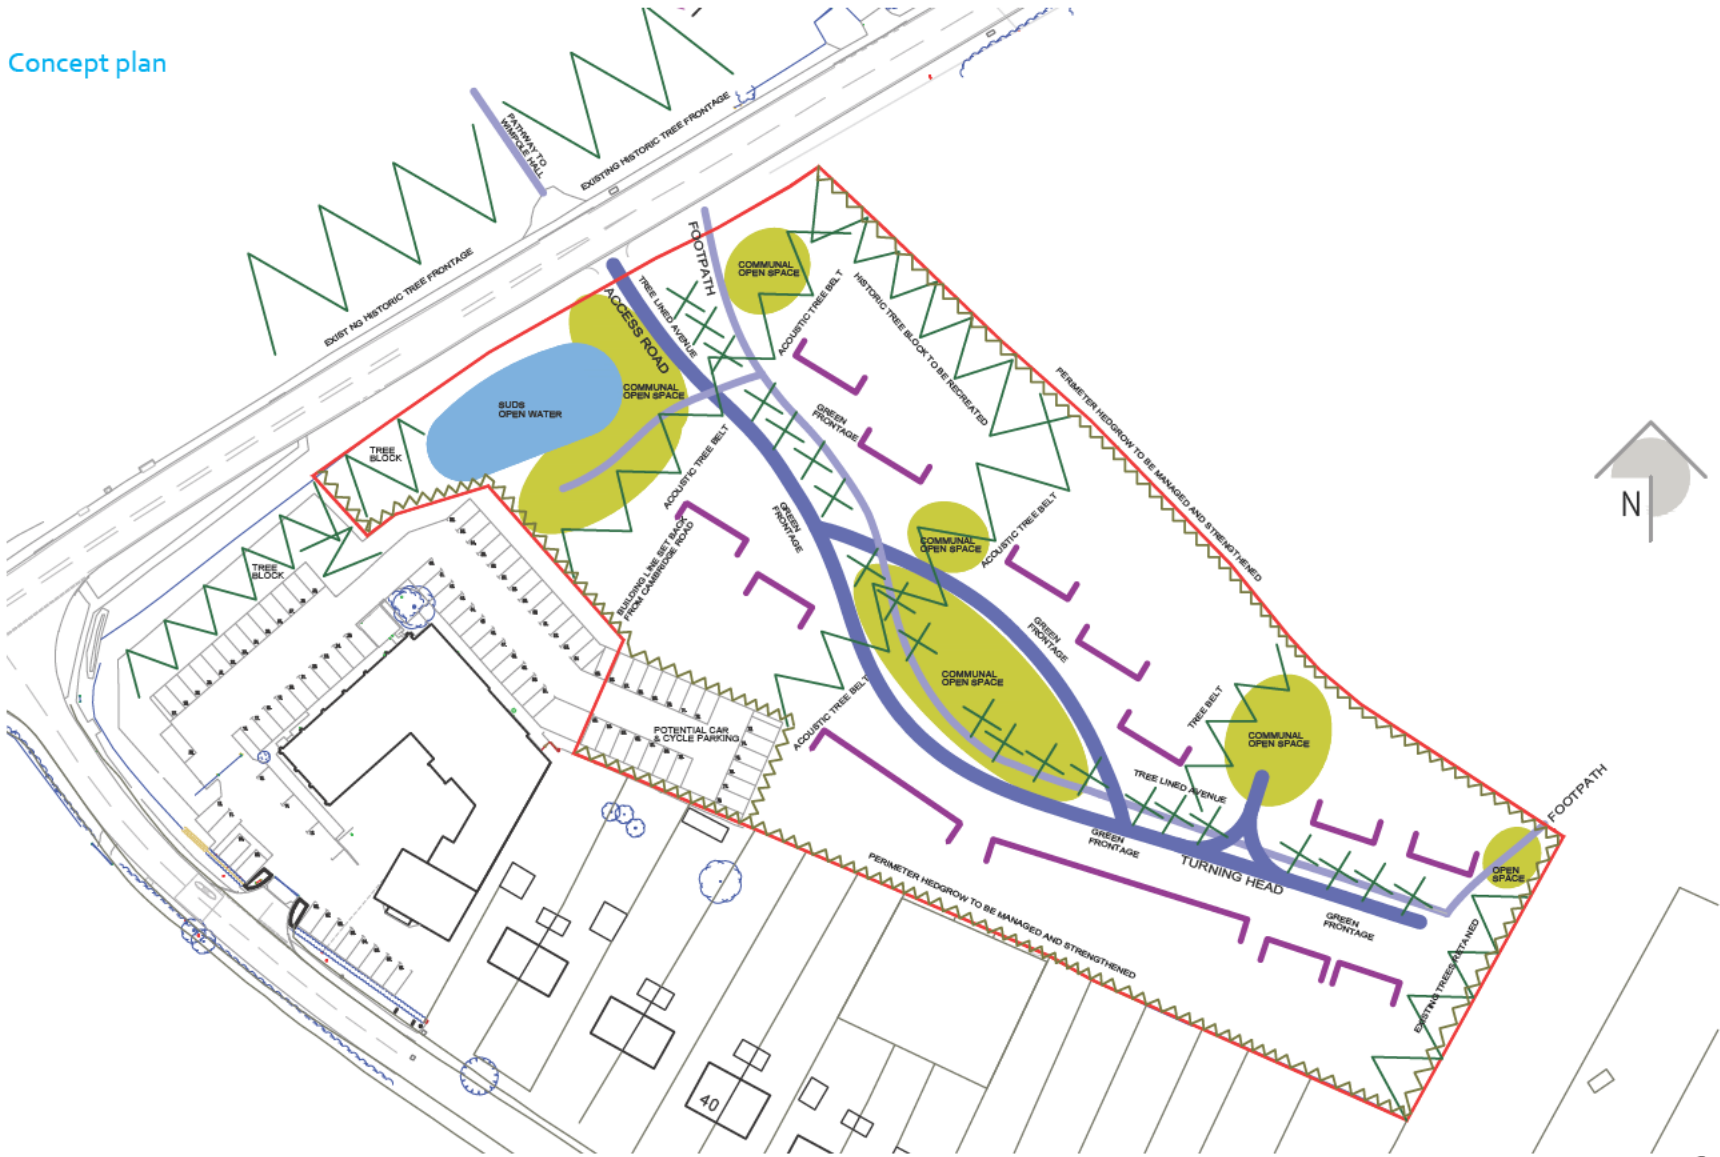 Concept plan
PATHWAY TO
WIMPOLE HALL
EXISTING HISTORIC TREE FRONTAGE
EXIST NG HISTORIC TREE FRONTAGE
FOOTPATH
COMMUNAL
OPEN SPACE
TREE LINED AVENUE
ACCESS ROAD
ACOUSTIC TREE BELT
HISTORIC TREE BLOCK TO BE RECREATED
PERIMETER HEDGROW TO BE MANAGED AND STRENGTHENED
COMMUNAL
OPEN SPACE
SUDS
OPEN WATER
TREE
BLOCK
GREEN
FRONTAGE
ACOUSTIC TREE BELT
N
TREE
BLOCK
GREEN
FRONTAGE
BUILDING LINE SET BACK
FROM CAMBRIDGE ROAD
COMMUNAL
OPEN SPACE
ACOUSTIC TREE BELT
GREEN
FRONTAGE
COMMUNAL
OPEN SPACE
ACOUSTIC TREE BELT
POTENTIAL CAR
& CYCLE PARKING
TREE BELT
COMMUNAL
OPEN SPACE
TREE LINED AVENUE
FOOTPATH
GREEN
FRONTAGE
TURNING HEAD
OPEN
SPACE
GREEN
FRONTAGE
PERIMETER HEDGROW TO BE MANAGED AND STRENGTHENED
EXISTING TREES RETAINED
40